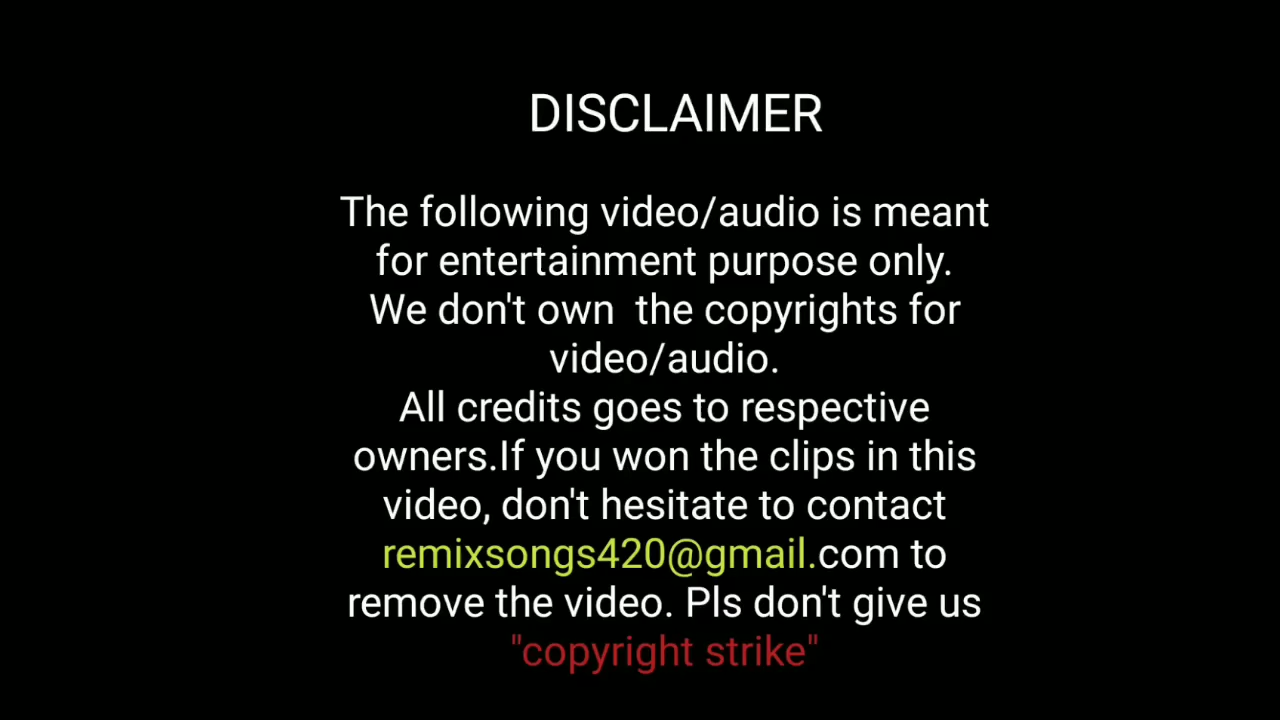 DISCLAIMER
The following video/audio is meant
for entertainment purpose only.
We don't own  the copyrights for
video/audio.
All credits goes to respective
owners.If you won the clips in this
video, don't hesitate to contact
remixsongs420@gmail.com to
remove the video. Pls don't give us
"copyright strike"